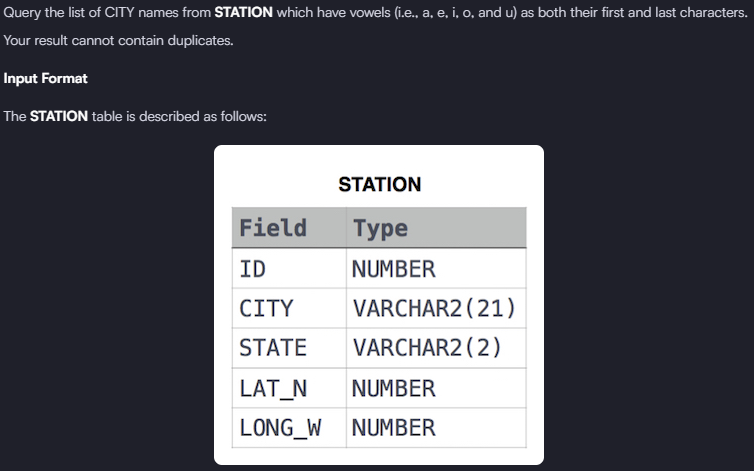 Query the list of CITY names from STATION which have vowels (i.e., a, e, i, o, and u) as both their first and last characters.
Your result cannot contain duplicates.
Input Format
The STATION table is described as follows:
STATION
Field Type
ID NUMBER
CITY VARCHAR2(21)
STATE VARCHAR2(2)
LAT_N NUMBER
LONG_W NUMBER